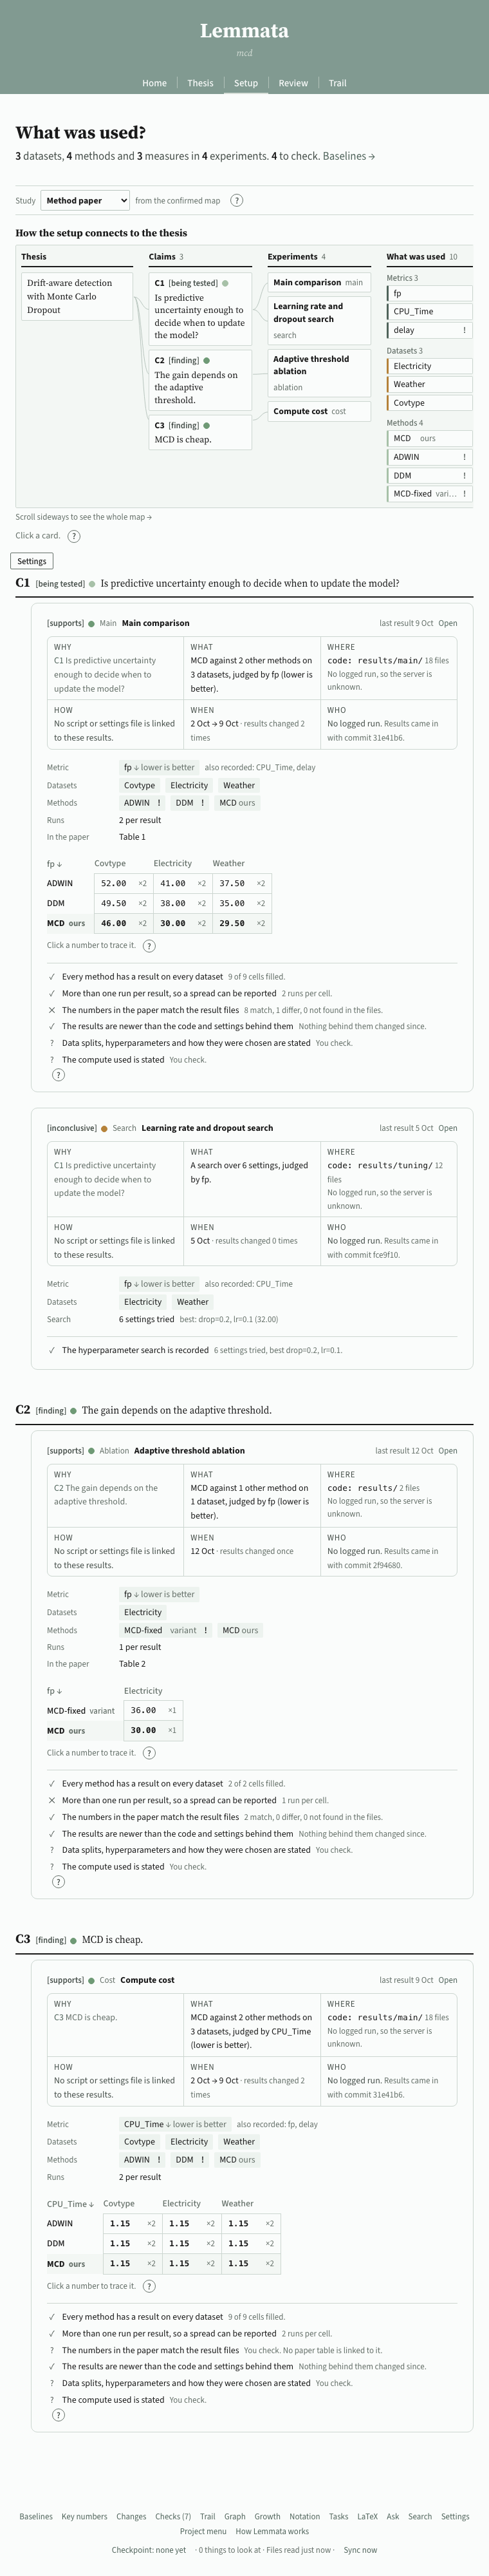 Lemmata
mcd
Home Thesis Setup Review Trail
What was used?
3 datasets, 4 methods and 3 measures in 4 experiments. 4 to check. Baselines →
Study Method paper from the confirmed map ?
How the setup connects to the thesis
Thesis
Drift-aware detection
with Monte Carlo
Dropout
Claims 3
C1 [being tested]
Is predictive
uncertainty enough to
decide when to update
the model?
C2 [finding]
The gain depends on
the adaptive
threshold.
C3 [finding]
MCD is cheap.
Experiments 4
Main comparison main
Learning rate and
dropout search
search
Adaptive threshold
ablation
ablation
Compute cost cost
What was used 10
Metrics 3
fp
CPU_Time
delay !
Datasets 3
Electricity
Weather
Covtype
Methods 4
MCD ours
ADWIN !
DDM !
MCD-fixed vari… !
Scroll sideways to see the whole map →
Click a card. ?
Settings
C1 [being tested] Is predictive uncertainty enough to decide when to update the model?
[supports] Main Main comparison last result 9 Oct Open
WHY
C1 Is predictive uncertainty
enough to decide when to
update the model?
WHAT
MCD against 2 other methods on
3 datasets, judged by fp (lower is
better).
WHERE
code: results/main/ 18 files
No logged run, so the server is
unknown.
HOW
No script or settings file is linked
to these results.
WHEN
2 Oct → 9 Oct · results changed 2
times
WHO
No logged run. Results came in
with commit 31e41b6.
Metric fp ↓ lower is better also recorded: CPU_Time, delay
Datasets Covtype Electricity Weather
Methods ADWIN ! DDM ! MCD ours
Runs 2 per result
In the paper Table 1
fp ↓ Covtype Electricity Weather
ADWIN 52.00 ×2 41.00 ×2 37.50 ×2
DDM 49.50 ×2 38.00 ×2 35.00 ×2
MCD ours 46.00 ×2 30.00 ×2 29.50 ×2
Click a number to trace it. ?
✓ Every method has a result on every dataset 9 of 9 cells filled.
✓ More than one run per result, so a spread can be reported 2 runs per cell.
✕ The numbers in the paper match the result files 8 match, 1 differ, 0 not found in the files.
✓ The results are newer than the code and settings behind them Nothing behind them changed since.
? Data splits, hyperparameters and how they were chosen are stated You check.
? The compute used is stated You check.
?
[inconclusive] Search Learning rate and dropout search last result 5 Oct Open
WHY
C1 Is predictive uncertainty
enough to decide when to
update the model?
WHAT
A search over 6 settings, judged
by fp.
WHERE
code: results/tuning/ 12
files
No logged run, so the server is
unknown.
HOW
No script or settings file is linked
to these results.
WHEN
5 Oct · results changed 0 times
WHO
No logged run. Results came in
with commit fce9f10.
Metric fp ↓ lower is better also recorded: CPU_Time
Datasets Electricity Weather
Search 6 settings tried best: drop=0.2, lr=0.1 (32.00)
✓ The hyperparameter search is recorded 6 settings tried, best drop=0.2, lr=0.1.
C2 [finding] The gain depends on the adaptive threshold.
[supports] Ablation Adaptive threshold ablation last result 12 Oct Open
WHY
C2 The gain depends on the
adaptive threshold.
WHAT
MCD against 1 other method on
1 dataset, judged by fp (lower is
better).
WHERE
code: results/ 2 files
No logged run, so the server is
unknown.
HOW
No script or settings file is linked
to these results.
WHEN
12 Oct · results changed once
WHO
No logged run. Results came in
with commit 2f94680.
Metric fp ↓ lower is better
Datasets Electricity
Methods MCD-fixed variant ! MCD ours
Runs 1 per result
In the paper Table 2
fp ↓ Electricity
MCD-fixed variant 36.00 ×1
MCD ours 30.00 ×1
Click a number to trace it. ?
✓ Every method has a result on every dataset 2 of 2 cells filled.
✕ More than one run per result, so a spread can be reported 1 run per cell.
✓ The numbers in the paper match the result files 2 match, 0 differ, 0 not found in the files.
✓ The results are newer than the code and settings behind them Nothing behind them changed since.
? Data splits, hyperparameters and how they were chosen are stated You check.
? The compute used is stated You check.
?
C3 [finding] MCD is cheap.
[supports] Cost Compute cost last result 9 Oct Open
WHY
C3 MCD is cheap.
WHAT
MCD against 2 other methods on
3 datasets, judged by CPU_Time
(lower is better).
WHERE
code: results/main/ 18 files
No logged run, so the server is
unknown.
HOW
No script or settings file is linked
to these results.
WHEN
2 Oct → 9 Oct · results changed 2
times
WHO
No logged run. Results came in
with commit 31e41b6.
Metric CPU_Time ↓ lower is better also recorded: fp, delay
Datasets Covtype Electricity Weather
Methods ADWIN ! DDM ! MCD ours
Runs 2 per result
CPU_Time ↓ Covtype Electricity Weather
ADWIN 1.15 ×2 1.15 ×2 1.15 ×2
DDM 1.15 ×2 1.15 ×2 1.15 ×2
MCD ours 1.15 ×2 1.15 ×2 1.15 ×2
Click a number to trace it. ?
✓ Every method has a result on every dataset 9 of 9 cells filled.
✓ More than one run per result, so a spread can be reported 2 runs per cell.
? The numbers in the paper match the result files You check. No paper table is linked to it.
✓ The results are newer than the code and settings behind them Nothing behind them changed since.
? Data splits, hyperparameters and how they were chosen are stated You check.
? The compute used is stated You check.
?
Baselines Key numbers Changes Checks (7) Trail Graph Growth Notation Tasks LaTeX Ask Search Settings
Project menu How Lemmata works
Checkpoint: none yet · 0 things to look at · Files read just now · Sync now